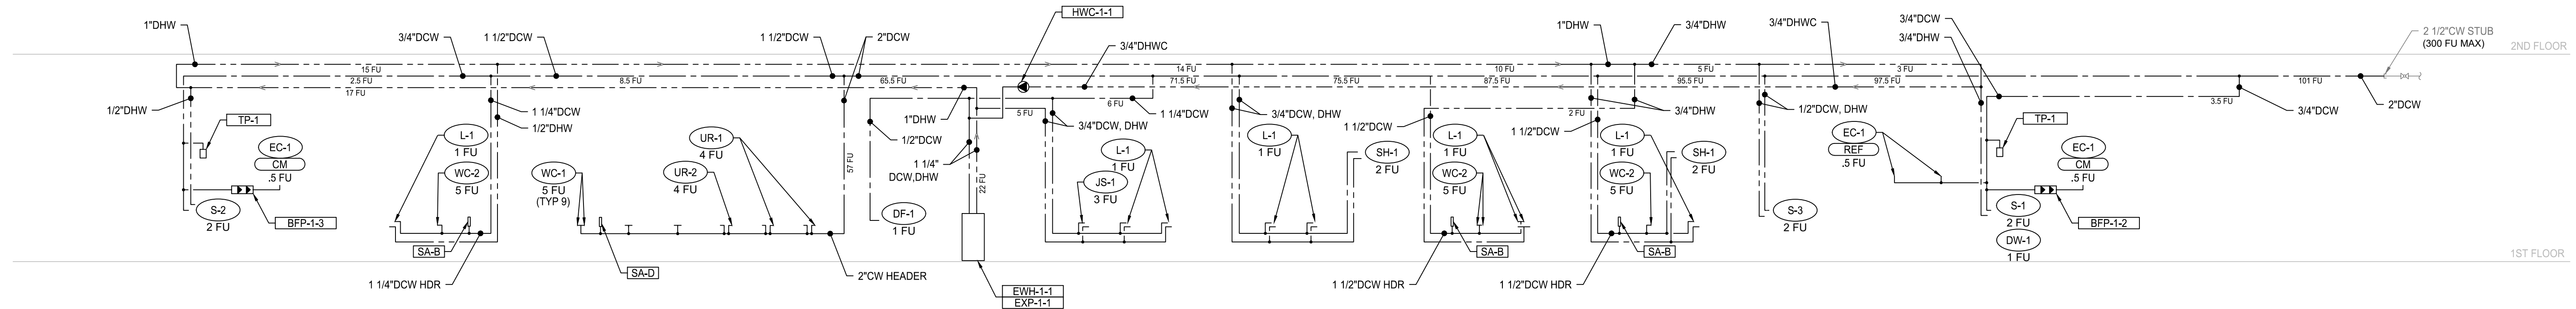 HWC-1-1
1"DHW
3/4"DCW
1 1/2"DCW
1 1/2"DCW
2"DCW
3/4"DHWC
1"DHW
3/4"DHW
3/4"DHWC
3/4"DCW
3/4"DHW
2 1/2"CW STUB
(300 FU MAX)
2ND FLOOR
15 FU
14 FU
10 FU
5 FU
3 FU
2.5 FU
8.5 FU
65.5 FU
71.5 FU
75.5 FU
87.5 FU
95.5 FU
97.5 FU
101 FU
17 FU
1/2"DHW
1 1/4"DCW
1/2"DHW
57 FU
1"DHW
1/2"DCW
1 1/4"
DCW,DHW
22 FU
5 FU
6 FU
1 1/4"DCW
3/4"DCW, DHW
3/4"DCW, DHW
1 1/2"DCW
2 FU
3/4"DHW
1 1/2"DCW
1/2"DCW, DHW
3.5 FU
3/4"DCW
2"DCW
TP-1
EC-1
CM
.5 FU
S-2
2 FU
BFP-1-3
L-1
1 FU
WC-2
5 FU
SA-B
1 1/4"DCW HDR
WC-1
5 FU
(TYP 9)
SA-D
UR-1
4 FU
UR-2
4 FU
2"CW HEADER
DF-1
1 FU
EWH-1-1
EXP-1-1
L-1
1 FU
JS-1
3 FU
L-1
1 FU
SH-1
2 FU
L-1
1 FU
WC-2
5 FU
SA-B
1 1/2"DCW HDR
L-1
1 FU
WC-2
5 FU
SH-1
2 FU
SA-B
1 1/2"DCW HDR
S-3
2 FU
EC-1
REF
.5 FU
TP-1
EC-1
CM
.5 FU
S-1
2 FU
DW-1
1 FU
BFP-1-2
1ST FLOOR